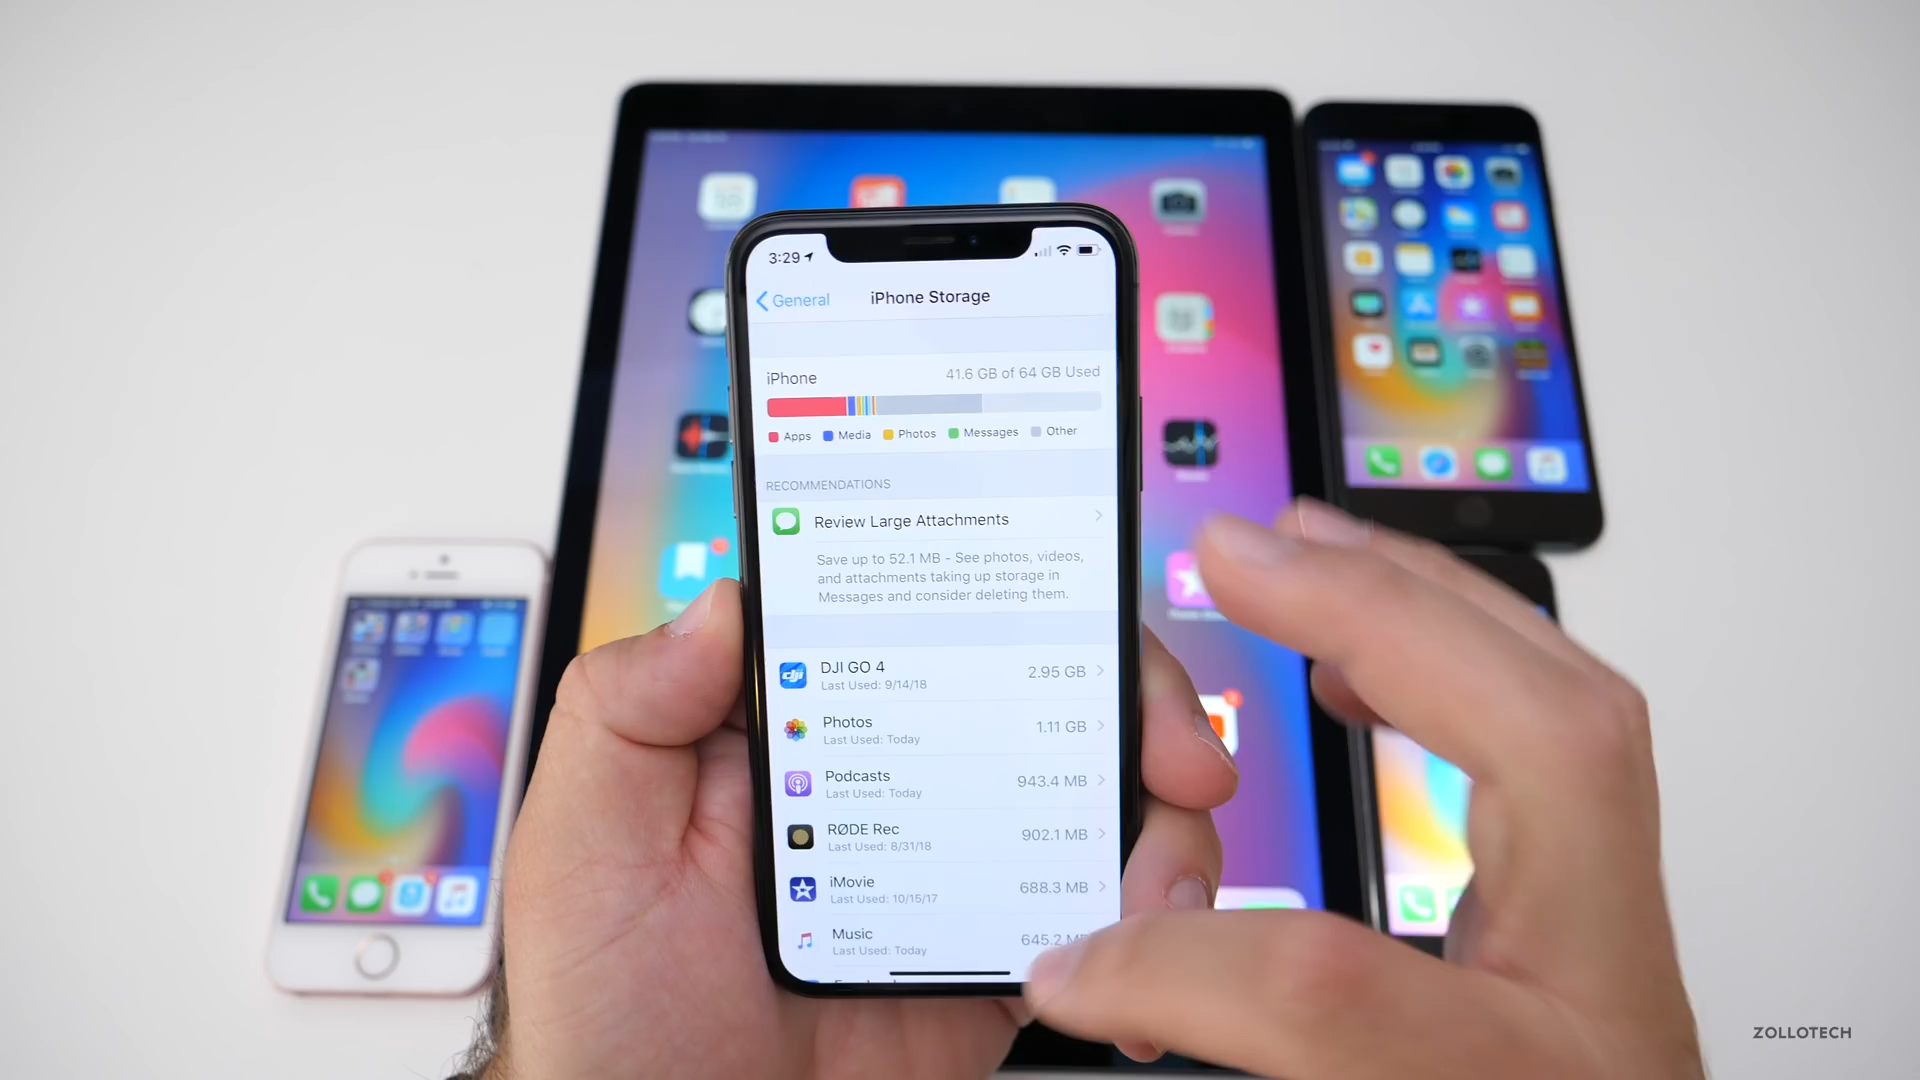 3:29
General
iPhone Storage
iPhone
41.6 GB of 64 GB Used
Apps
Media
Photos
Messages
Other
RECOMMENDATIONS
Review Large Attachments
Save up to 52.1 MB - See photos, videos,
and attachments taking up storage in
Messages and consider deleting them.
dji
DJI GO 4
2.95 GB
Last Used: 9/14/18
Photos
1.11 GB
Last Used: Today
Podcasts
943.4 MB
Last Used: Today
RØDE Rec
902.1 MB
Last Used: 8/31/18
iMovie
688.3 MB
Last Used: 10/15/17
Music
645.2
Last Used: Today
ZOLLOTECH